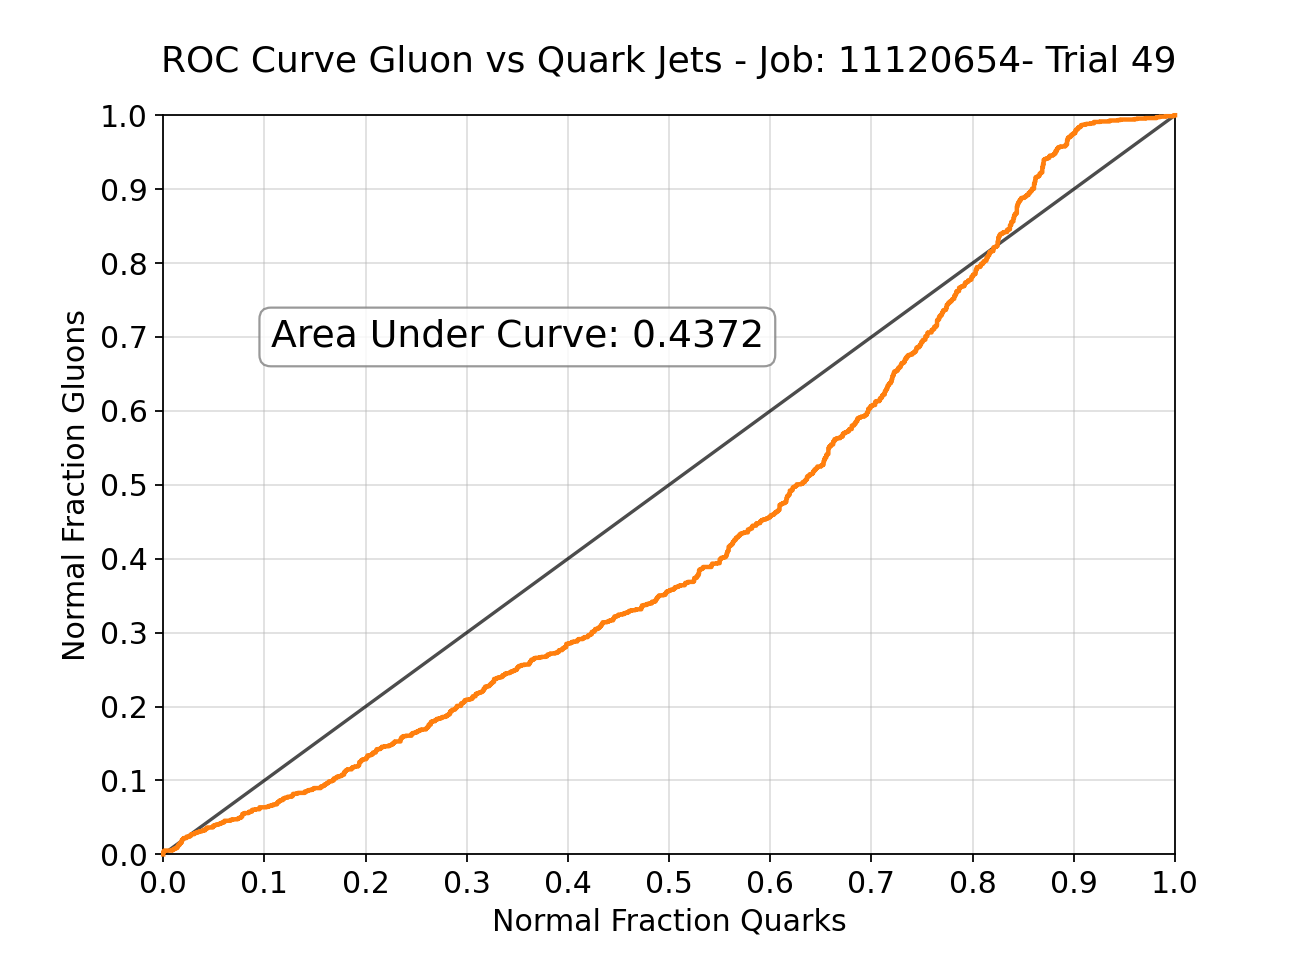 ROC Curve Gluon vs Quark Jets - Job: 11120654- Trial 49
1.0
0.9
0.8
0.7
0.6
0.5
0.4
0.3
0.2
0.1
0.0
Normal Fraction Gluons
Area Under Curve: 0.4372
0.0 0.1 0.2 0.3 0.4 0.5 0.6 0.7 0.8 0.9 1.0
Normal Fraction Quarks